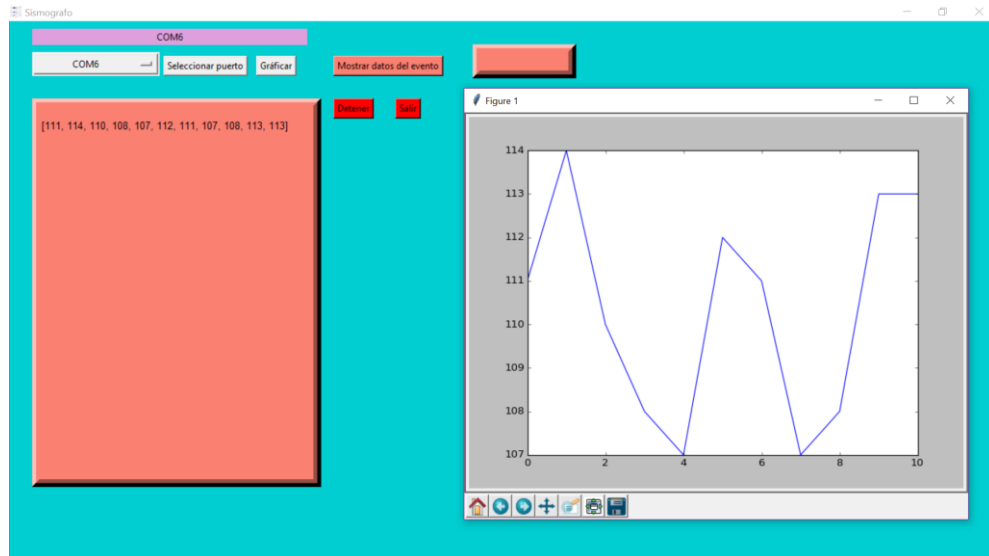 Sismografo
COM6
COM6
Seleccionar puerto
Gráficar
Mostrar datos del evento
Detener
Salir
[111, 114, 110, 108, 107, 112, 111, 107, 108, 113, 113]
Figure 1
114
113
112
111
110
109
108
107
0 2 4 6 8 10